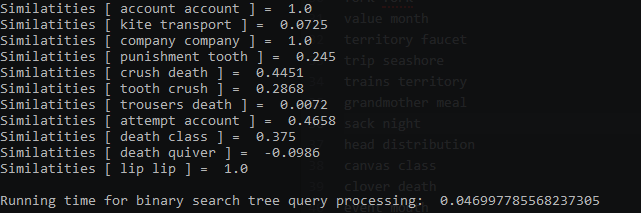 Similatities [ account account ] =  1.0
Similatities [ kite transport ] =  0.0725
Similatities [ company company ] =  1.0
Similatities [ punishment tooth ] =  0.245
Similatities [ crush death ] =  0.4451
Similatities [ tooth crush ] =  0.2868
Similatities [ trousers death ] =  0.0072
Similatities [ attempt account ] =  0.4658
Similatities [ death class ] =  0.375
Similatities [ death quiver ] =  -0.0986
Similatities [ lip lip ] =  1.0
Running time for binary search tree query processing:  0.046997785568237305
value month
territory faucet
trip seashore
trains territory
grandmother meal
sack night
head distribution
canvas class
clover death
event mouth